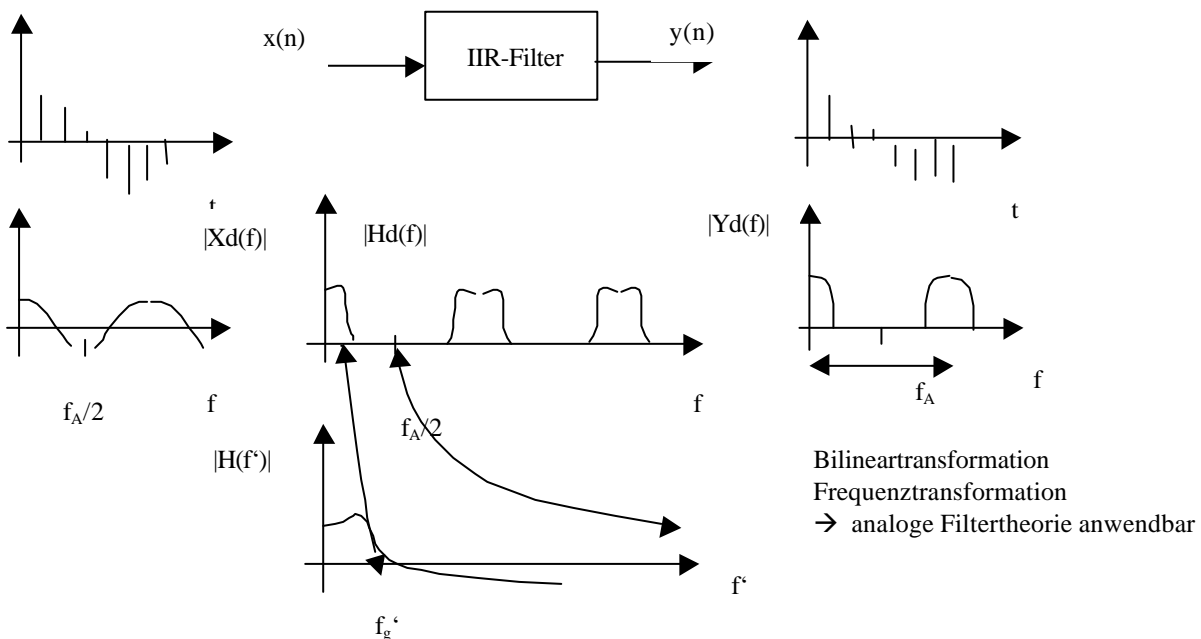 x(n)
IIR-Filter
y(n)
t
t
|Xd(f)|
|Hd(f)|
|Yd(f)|
f_A/2
f
f_A/2
f
f_A
f
|H(f‘)|
f‘
f_g‘
Bilineartransformation
Frequenztransformation
→ analoge Filtertheorie anwendbar